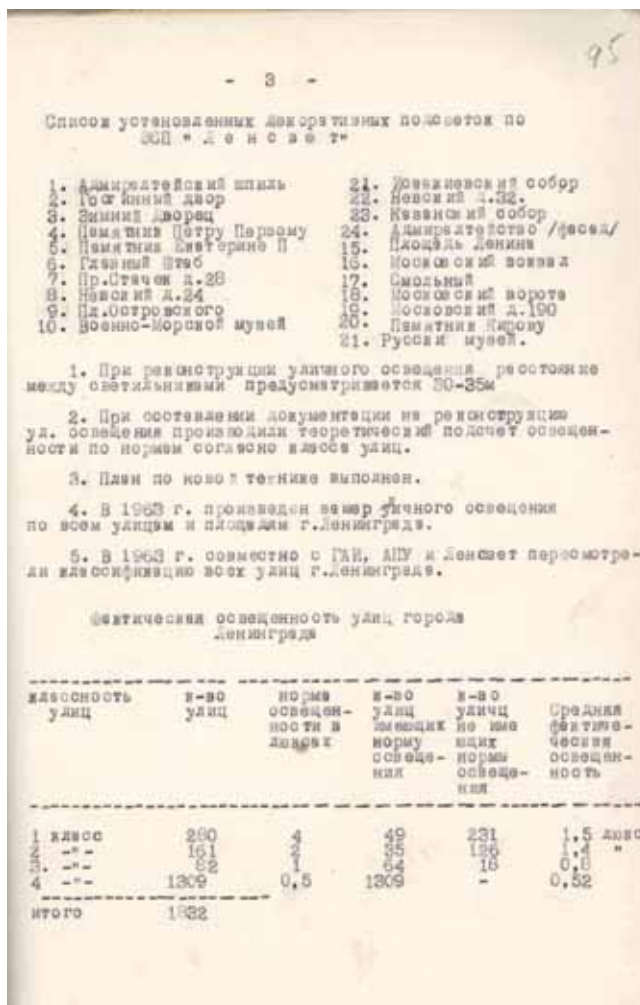 95
- 3 -
Список установленных декоративных подсветок по
ЭСП "Ленсвет"
1. Адмиралтейский шпиль
2. Гостинный двор
3. Зимний Дворец
4. Памятник Петру Первому
5. Памятник Екатерине П
6. Главный Штаб
7. Пр.Стачек д.28
8. Невский д.24
9. Пл.Островского
10. Военно-Морской музей
21. Исаакиевский собор
22. Невский д.32.
23. Казанский собор
24. Адмиралтейство /фасад/
15. Площадь Ленина
16. Московский вокзал
17. Смольный
18. Московский ворота
19. Московский д.190
20. Памятник Кирову
21. Русский музей.
1. При реконструкции уличного освещения расстояние
между светильниками предусматривается 30-35м
2. При составлении документации на реконструкцию
ул. освещения производили теоретический подсчет освещен-
ности по нормам согласно класса улиц.
3. План по новой технике выполнен.
4. В 1963 г. произведен замер уличного освещения
по всем улицам и площадям г.Ленинграда.
5. В 1963 г. совместно с ГАИ, АПУ и Ленсвет пересмотре-
ли классификацию всех улиц г.Ленинграда.
Фактическая освещенность улиц города
Ленинграда
классность к-во норма к-во к-во
улиц улиц освещен- улиц уличц Средняя
ности в имеющих не име фактиче-
люксах норму ющих ческая
освеще- нормы освещен-
ния освеще- ность
ния
1 класс 280 4 49 231 1,5 люкс
2 -"- 161 2 35 126 1,4 "
3. -"- 82 1 64 18 0,8
4 -"- 1309 0,5 1309 - 0,52
итого 1832